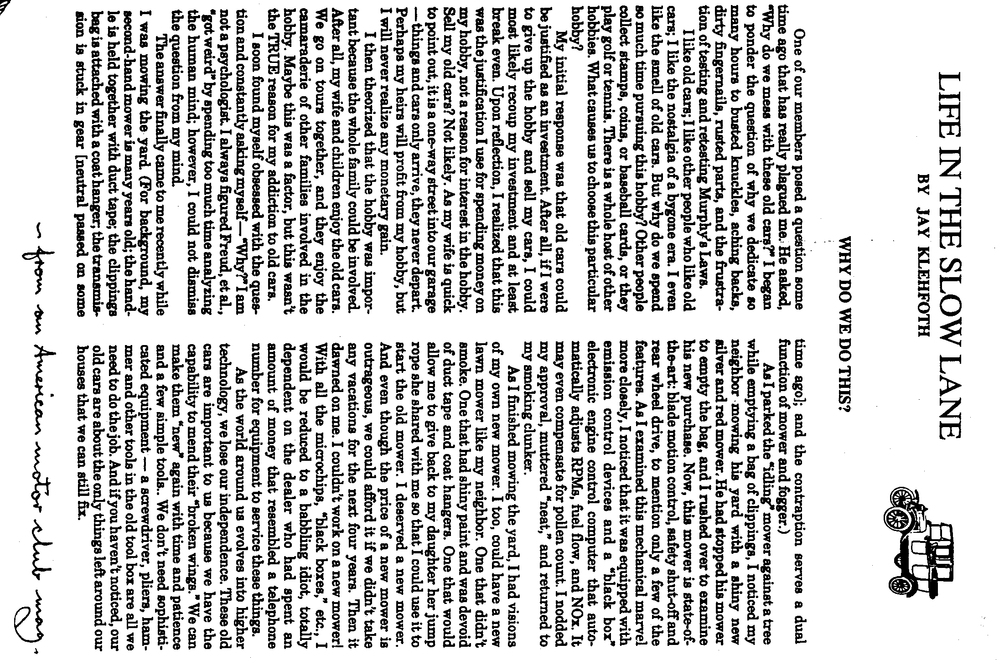 LIFE IN THE SLOW LANE
BY JAY KLEHFOTH
WHY DO WE DO THIS?
One of our members posed a question some
time ago that has really plagued me. He asked,
"Why do we mess with these old cars?" I began
to ponder the question of why we dedicate so
many hours to busted knuckles, aching backs,
dirty fingernails, rusted parts, and the frustra-
tion of testing and retesting Murphy's Laws.
I like old cars; I like other people who like old
cars; I like the nostalgia of a bygone era. I even
like the smell of old cars. But why do we spend
so much time pursuing this hobby? Other people
collect stamps, coins, or baseball cards, or they
play golf or tennis. There is a whole host of other
hobbies. What causes us to choose this particular
hobby?
My initial response was that old cars could
be justified as an investment. After all, if I were
to give up the hobby and sell my cars, I could
most likely recoup my investment and at least
break even. Upon reflection, I realized that this
was the justification I use for spending money on
my hobby, not a reason for interest in the hobby.
Sell my old cars? Not likely. As my wife is quick
to point out, it is a one-way street into our garage
— things and cars only arrive, they never depart.
Perhaps my heirs will profit from my hobby, but
I will never realize any monetary gain.
I then theorized that the hobby was impor-
tant because the whole family could be involved.
After all, my wife and children enjoy the old cars.
We go on tours together, and they enjoy the
camaraderie of other families involved in the
hobby. Maybe this was a factor, but this wasn't
the TRUE reason for my addiction to old cars.
I soon found myself obsessed with the ques-
tion and constantly asking myself — "Why?" I am
not a psychologist. I always figured Freud, et al.,
"got weird" by spending too much time analyzing
the human mind; however, I could not dismiss
the question from my mind.
The answer finally came to me recently while
I was mowing the yard. (For background, my
second-hand mower is many years old; the hand-
le is held together with duct tape; the clippings
bag is attached with a coat hanger; the transmis-
sion is stuck in gear [neutral passed on some
time ago]; and the contraption serves a dual
function of mower and fogger.)
As I parked the "idling" mower against a tree
while emptying a bag of clippings, I noticed my
neighbor mowing his yard with a shiny new
silver and red mower. He had stopped his mower
to empty the bag, and I rushed over to examine
his new purchase. Now, this mower is state-of-
the-art: blade motion control, safety shut-off and
rear wheel drive, to mention only a few of the
features. As I examined this mechanical marvel
more closely, I noticed that it was equipped with
emission control devices and a "black box"
electronic engine control computer that auto-
matically adjusts RPMs, fuel flow, and NOx. It
may even compensate for pollen count. I nodded
my approval, muttered "neat," and returned to
my smoking clunker.
As I finished mowing the yard, I had visions
of my own new mower. I too, could have a new
lawn mower like my neighbor. One that didn't
smoke. One that had shiny paint and was devoid
of duct tape and coat hangers. One that would
allow me to give back to my daughter her jump
rope she shared with me so that I could use it to
start the old mower. I deserved a new mower.
And even though the price of a new mower is
outrageous, we could afford it if we didn't take
any vacations for the next four years. Then it
dawned on me. I couldn't work on a new mower!
With all the microchips, "black boxes," etc., I
would be reduced to a babbling idiot, totally
dependent on the dealer who had spent an
amount of money that resembled a telephone
number for equipment to service these things.
As the world around us evolves into higher
technology, we lose our independence. These old
cars are important to us because we have the
capability to mend their "broken wings." We can
make them "new" again with time and patience
and a few simple tools.. We don't need sophisti-
cated equipment — a screwdriver, pliers, ham-
mer and other tools in the old tool box are all we
need to do the job. And if you haven't noticed, our
old cars are about the only things left around our
houses that we can still fix.
~ from an American motor club mag.